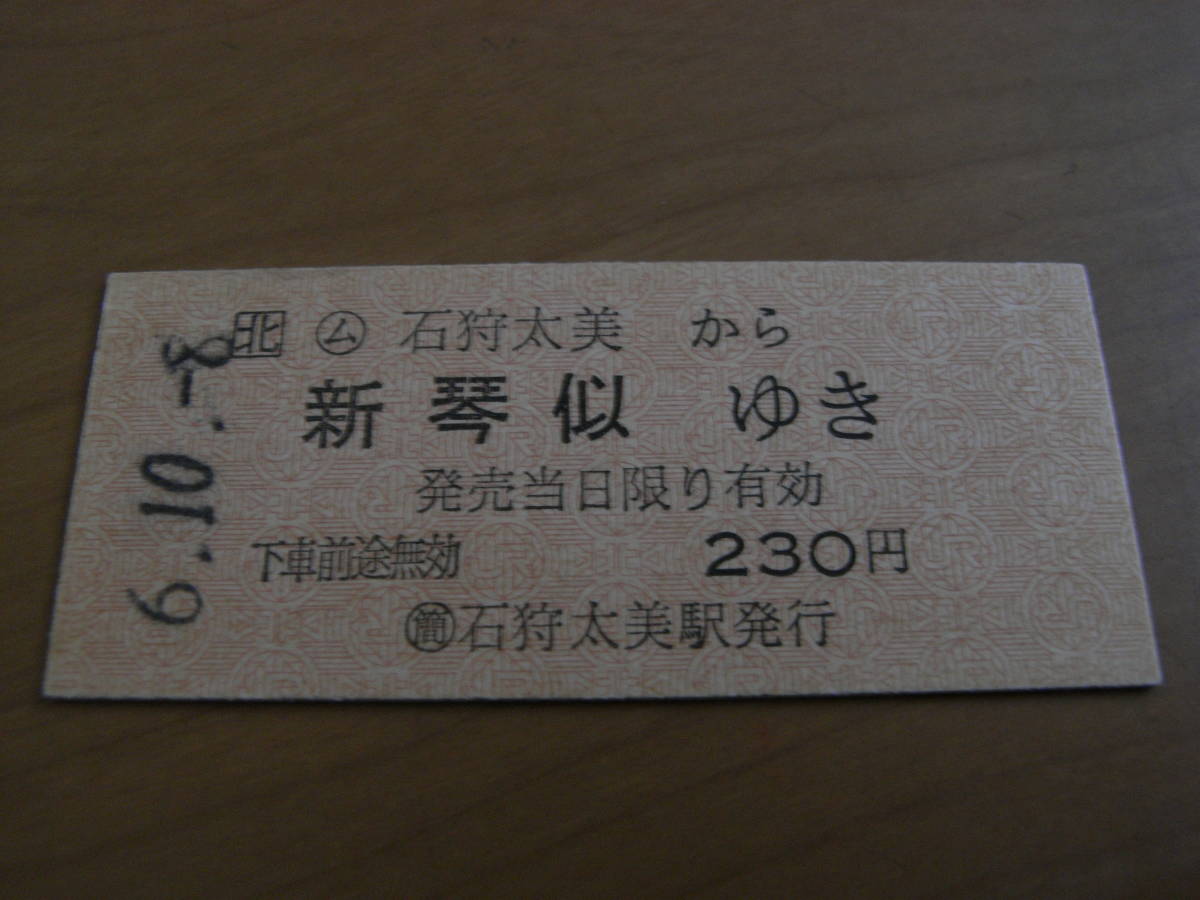 北 ム 石狩太美 から
新琴似 ゆき
発売当日限り有効
下車前途無効 230円
簡 石狩太美駅発行
6.10.-8